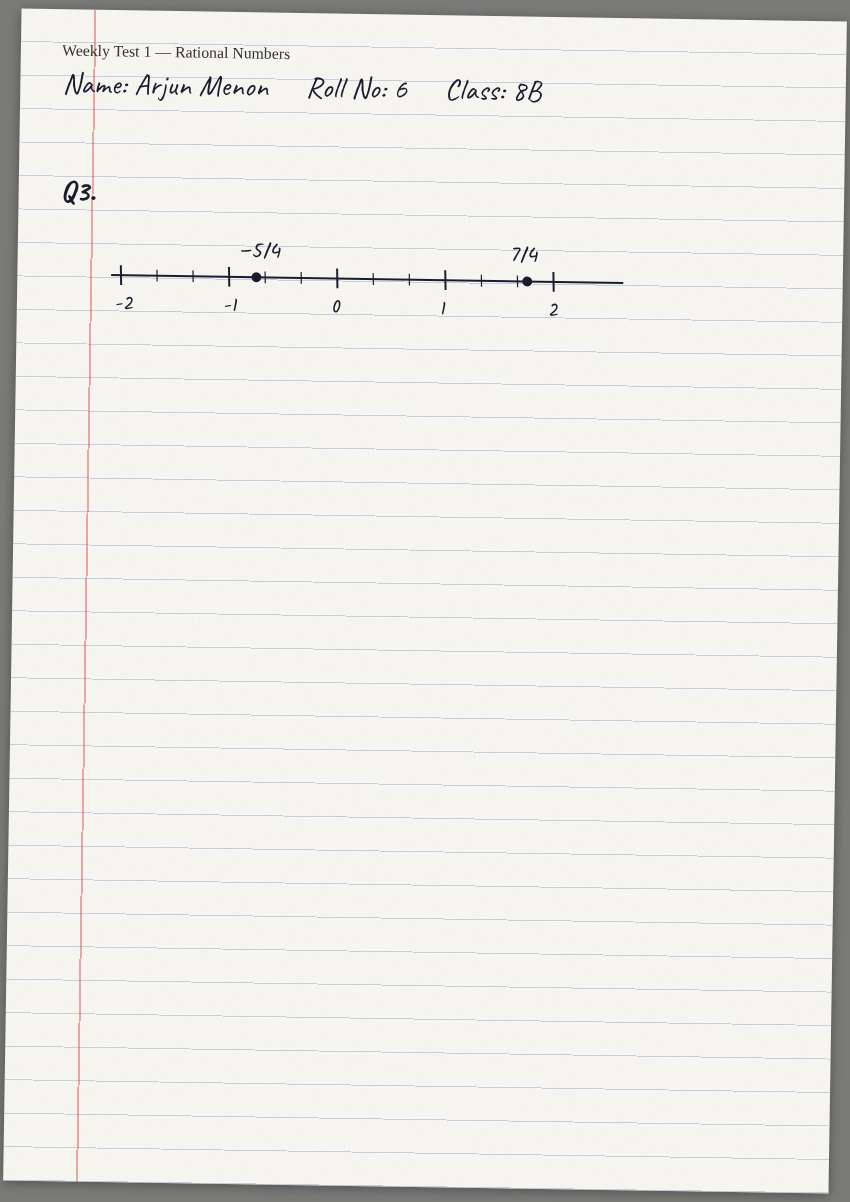 Weekly Test 1 — Rational Numbers
Name: Arjun Menon Roll No: 6 Class: 8B
Q3.
−5/4 7/4
-2 -1 0 1 2